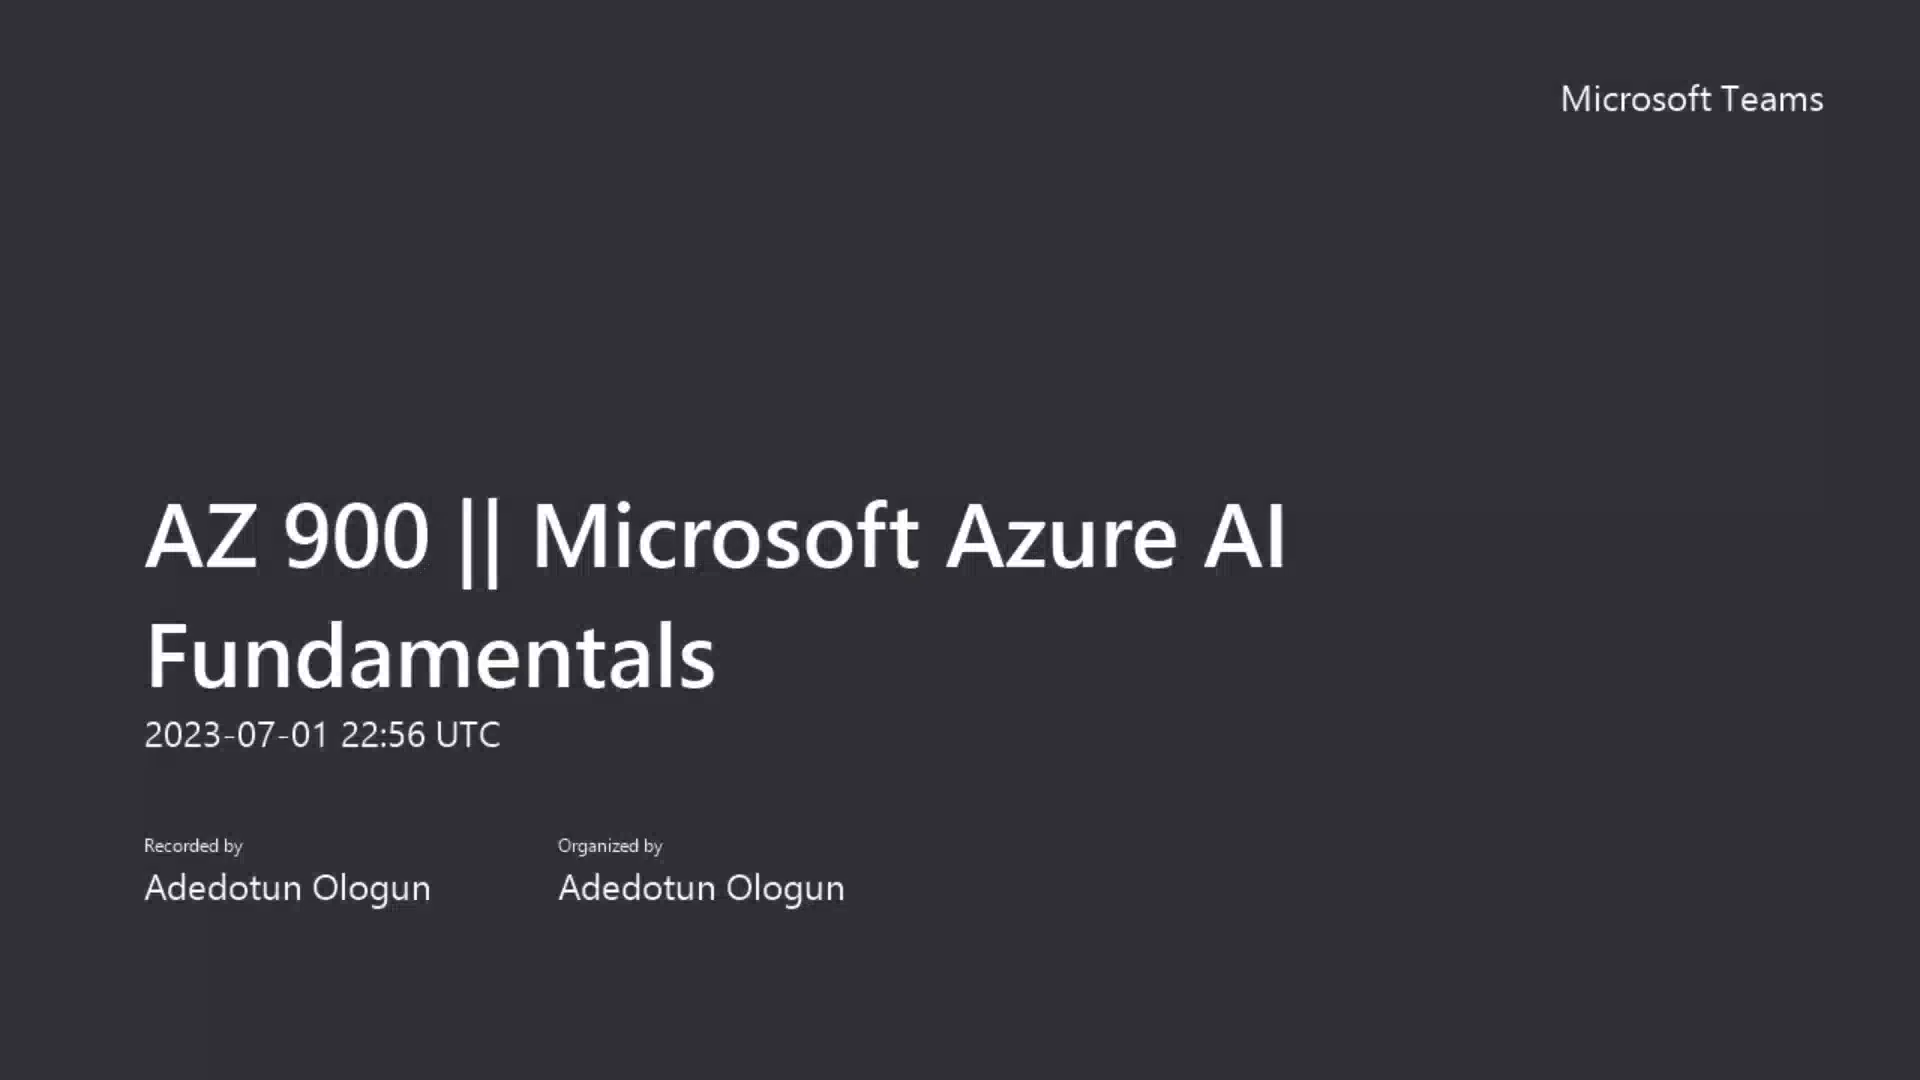 Microsoft Teams
AZ 900 || Microsoft Azure AI
Fundamentals
2023-07-01 22:56 UTC
Recorded by
Adedotun Ologun
Organized by
Adedotun Ologun